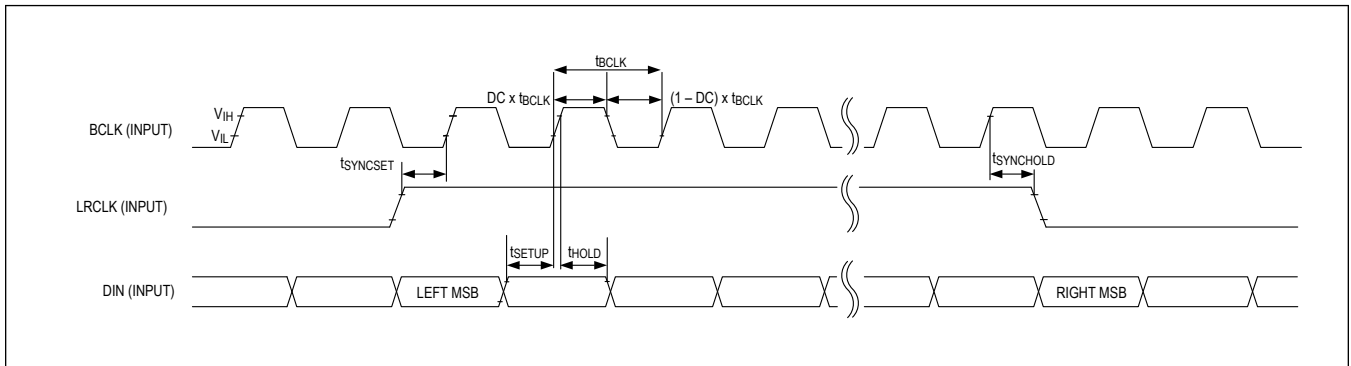 tBCLK
DC x tBCLK
(1 – DC) x tBCLK
VIH
VIL
BCLK (INPUT)
tSYNCSET
tSYNCHOLD
LRCLK (INPUT)
tSETUP
tHOLD
DIN (INPUT)
LEFT MSB
RIGHT MSB